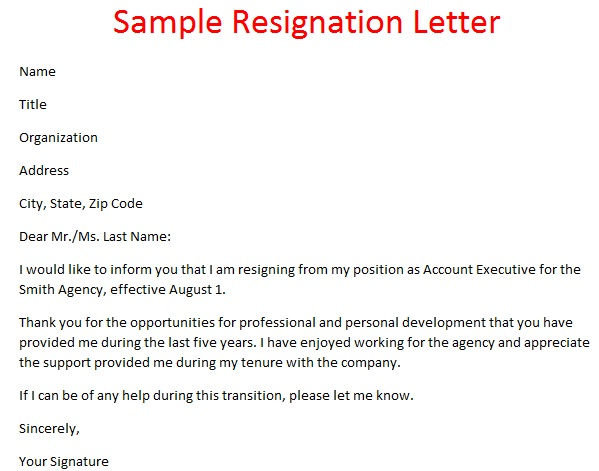 Sample Resignation Letter
Name
Title
Organization
Address
City, State, Zip Code
Dear Mr./Ms. Last Name:
I would like to inform you that I am resigning from my position as Account Executive for the
Smith Agency, effective August 1.
Thank you for the opportunities for professional and personal development that you have
provided me during the last five years. I have enjoyed working for the agency and appreciate
the support provided me during my tenure with the company.
If I can be of any help during this transition, please let me know.
Sincerely,
Your Signature